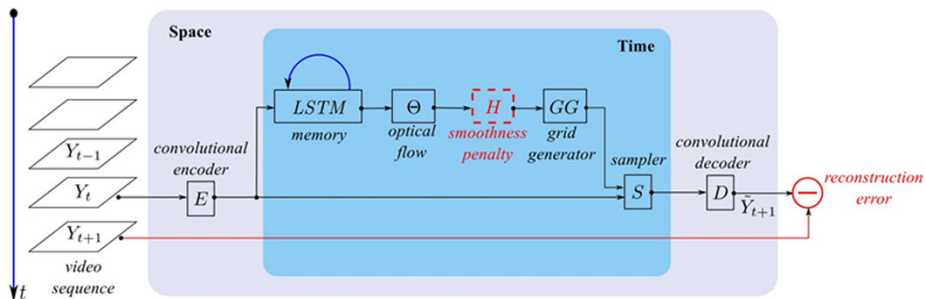 Space
Time
Y_{t-1}
Y_t
Y_{t+1}
video
sequence
t
convolutional
encoder
E
LSTM
memory
Θ
optical
flow
H
smoothness
penalty
GG
grid
generator
sampler
S
convolutional
decoder
D
Ỹ_{t+1}
−
reconstruction
error